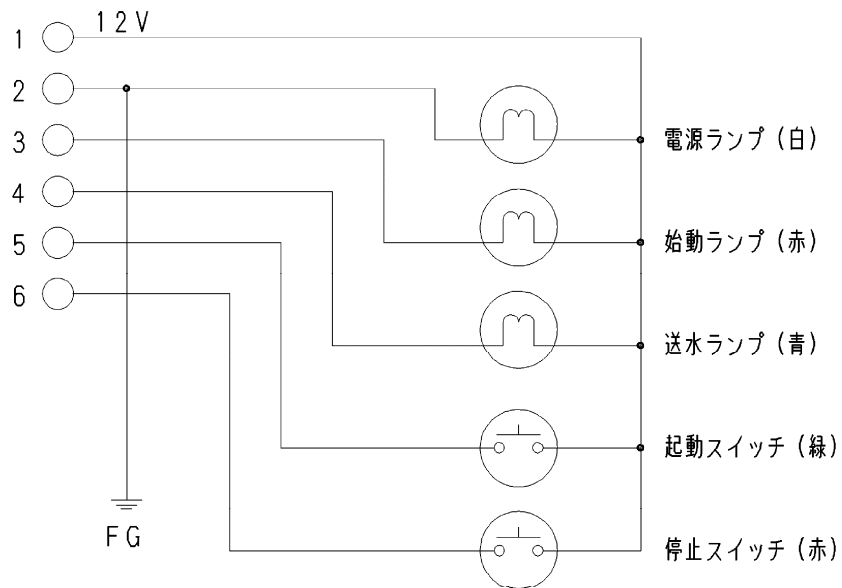 1 12V
2
3
4
5
6
電源ランプ（白）
始動ランプ（赤）
送水ランプ（青）
起動スイッチ（緑）
停止スイッチ（赤）
FG